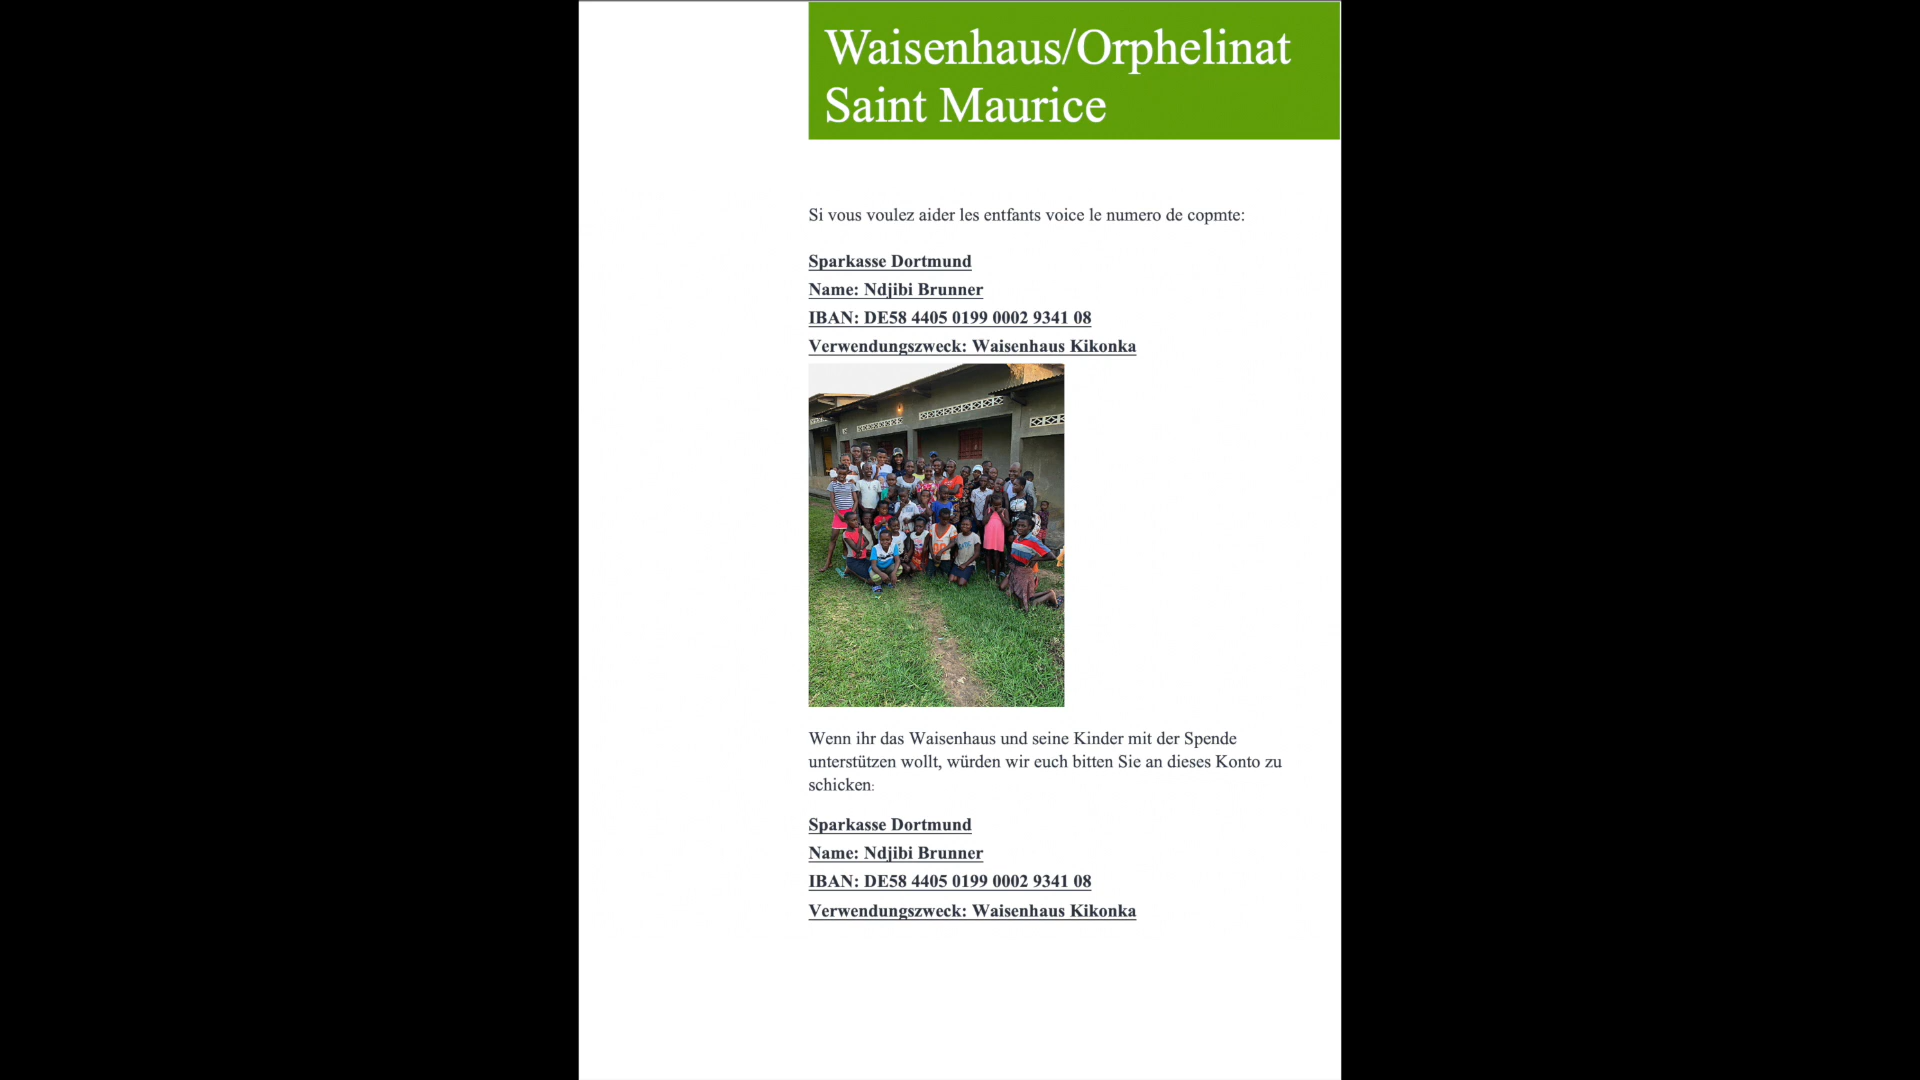 Waisenhaus/Orphelinat
Saint Maurice
Si vous voulez aider les entfants voice le numero de copmte:
Sparkasse Dortmund
Name: Ndjibi Brunner
IBAN: DE58 4405 0199 0002 9341 08
Verwendungszweck: Waisenhaus Kikonka
Wenn ihr das Waisenhaus und seine Kinder mit der Spende
unterstützen wollt, würden wir euch bitten Sie an dieses Konto zu
schicken:
Sparkasse Dortmund
Name: Ndjibi Brunner
IBAN: DE58 4405 0199 0002 9341 08
Verwendungszweck: Waisenhaus Kikonka